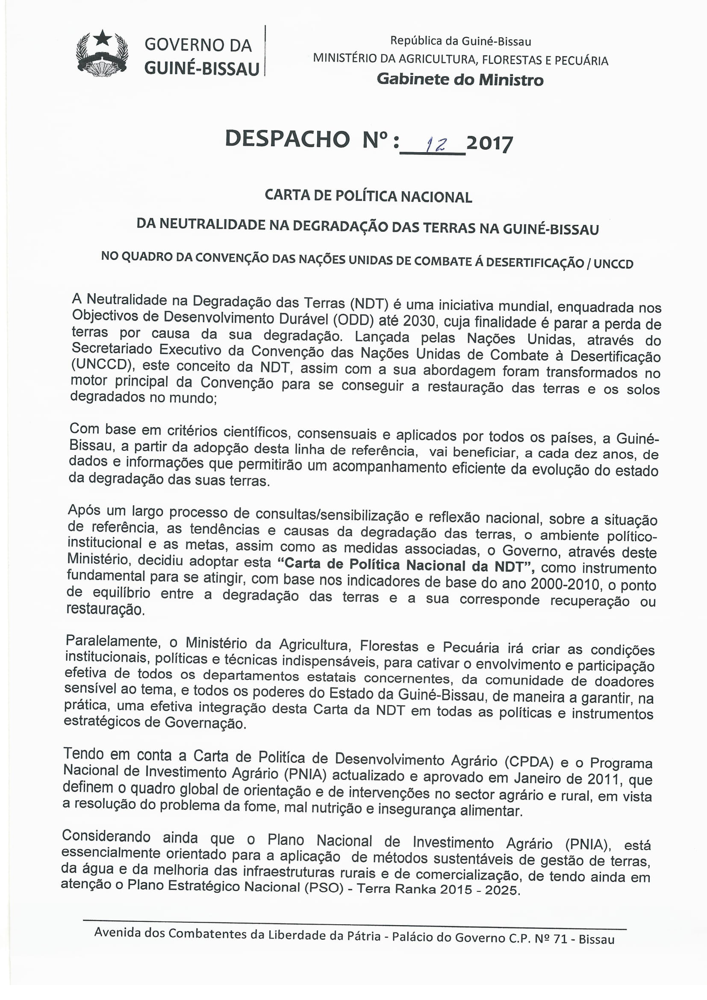 GOVERNO DA
GUINÉ-BISSAU
República da Guiné-Bissau
MINISTÉRIO DA AGRICULTURA, FLORESTAS E PECUÁRIA
Gabinete do Ministro
DESPACHO Nº: 12 2017
CARTA DE POLÍTICA NACIONAL
DA NEUTRALIDADE NA DEGRADAÇÃO DAS TERRAS NA GUINÉ-BISSAU
NO QUADRO DA CONVENÇÃO DAS NAÇÕES UNIDAS DE COMBATE Á DESERTIFICAÇÃO / UNCCD
A Neutralidade na Degradação das Terras (NDT) é uma iniciativa mundial, enquadrada nos
Objectivos de Desenvolvimento Durável (ODD) até 2030, cuja finalidade é parar a perda de
terras por causa da sua degradação. Lançada pelas Nações Unidas, através do
Secretariado Executivo da Convenção das Nações Unidas de Combate à Desertificação
(UNCCD), este conceito da NDT, assim com a sua abordagem foram transformados no
motor principal da Convenção para se conseguir a restauração das terras e os solos
degradados no mundo;
Com base em critérios científicos, consensuais e aplicados por todos os países, a Guiné-
Bissau, a partir da adopção desta linha de referência, vai beneficiar, a cada dez anos, de
dados e informações que permitirão um acompanhamento eficiente da evolução do estado
da degradação das suas terras.
Após um largo processo de consultas/sensibilização e reflexão nacional, sobre a situação
de referência, as tendências e causas da degradação das terras, o ambiente político-
institucional e as metas, assim como as medidas associadas, o Governo, através deste
Ministério, decidiu adoptar esta “Carta de Política Nacional da NDT”, como instrumento
fundamental para se atingir, com base nos indicadores de base do ano 2000-2010, o ponto
de equilíbrio entre a degradação das terras e a sua corresponde recuperação ou
restauração.
Paralelamente, o Ministério da Agricultura, Florestas e Pecuária irá criar as condições
institucionais, políticas e técnicas indispensáveis, para cativar o envolvimento e participação
efetiva de todos os departamentos estatais concernentes, da comunidade de doadores
sensível ao tema, e todos os poderes do Estado da Guiné-Bissau, de maneira a garantir, na
prática, uma efetiva integração desta Carta da NDT em todas as políticas e instrumentos
estratégicos de Governação.
Tendo em conta a Carta de Politíca de Desenvolvimento Agrário (CPDA) e o Programa
Nacional de Investimento Agrário (PNIA) actualizado e aprovado em Janeiro de 2011, que
definem o quadro global de orientação e de intervenções no sector agrário e rural, em vista
a resolução do problema da fome, mal nutrição e insegurança alimentar.
Considerando ainda que o Plano Nacional de Investimento Agrário (PNIA), está
essencialmente orientado para a aplicação de métodos sustentáveis de gestão de terras,
da água e da melhoria das infraestruturas rurais e de comercialização, de tendo ainda em
atenção o Plano Estratégico Nacional (PSO) - Terra Ranka 2015 - 2025.
Avenida dos Combatentes da Liberdade da Pátria - Palácio do Governo C.P. Nº 71 - Bissau